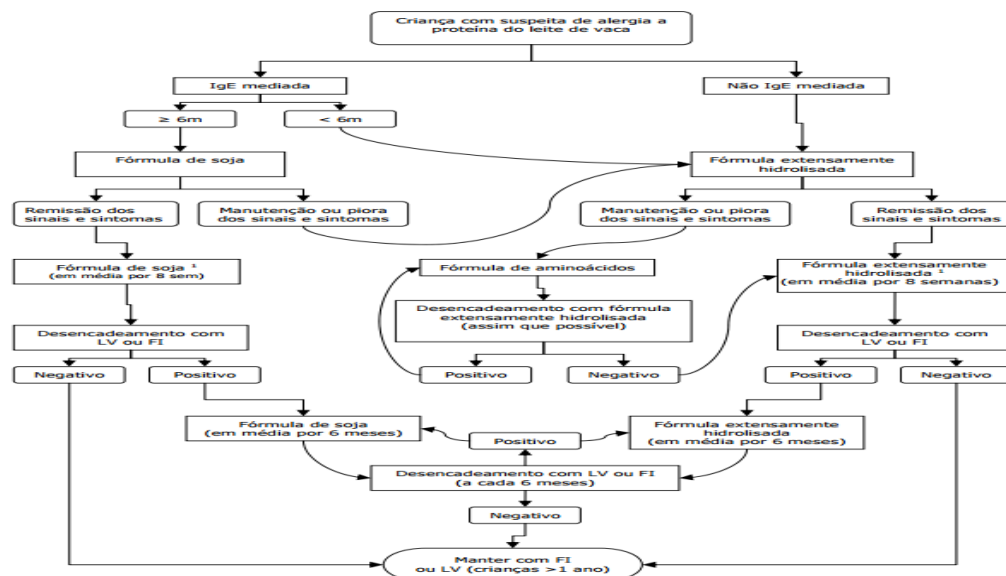 Criança com suspeita de alergia a
proteína do leite de vaca
IgE mediada
Não IgE mediada
≥ 6m
< 6m
Fórmula de soja
Fórmula extensamente
hidrolisada
Remissão dos
sinais e sintomas
Manutenção ou piora
dos sinais e sintomas
Manutenção ou piora
dos sinais e sintomas
Remissão dos
sinais e sintomas
Fórmula de soja ¹
(em média por 8 sem)
Fórmula de aminoácidos
Fórmula extensamente
hidrolisada ¹
(em média por 8 semanas)
Desencadeamento com fórmula
extensamente hidrolisada
(assim que possível)
Desencadeamento com
LV ou FI
Desencadeamento com
LV ou FI
Negativo
Positivo
Positivo
Negativo
Positivo
Negativo
Fórmula de soja
(em média por 6 meses)
Positivo
Fórmula extensamente
hidrolisada
(em média por 6 meses)
Desencadeamento com LV ou FI
(a cada 6 meses)
Negativo
Manter com FI
ou LV (crianças >1 ano)